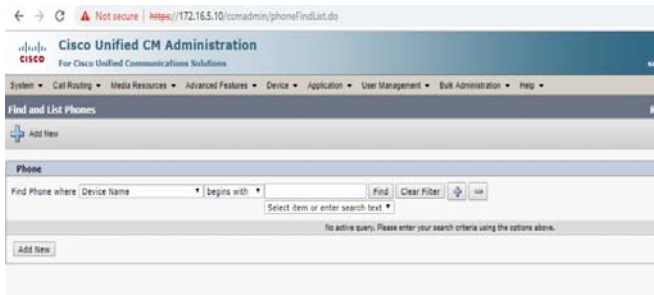 Not secure | https://172.16.5.10/ccmadmin/phoneFindList.do
CISCO
Cisco Unified CM Administration
For Cisco Unified Communications Solutions
System Call Routing Media Resources Advanced Features Device Application User Management Bulk Administration Help
Find and List Phones
Add New
Phone
Find Phone where Device Name begins with Find Clear Filter
Select item or enter search text
No active query. Please enter your search criteria using the options above.
Add New